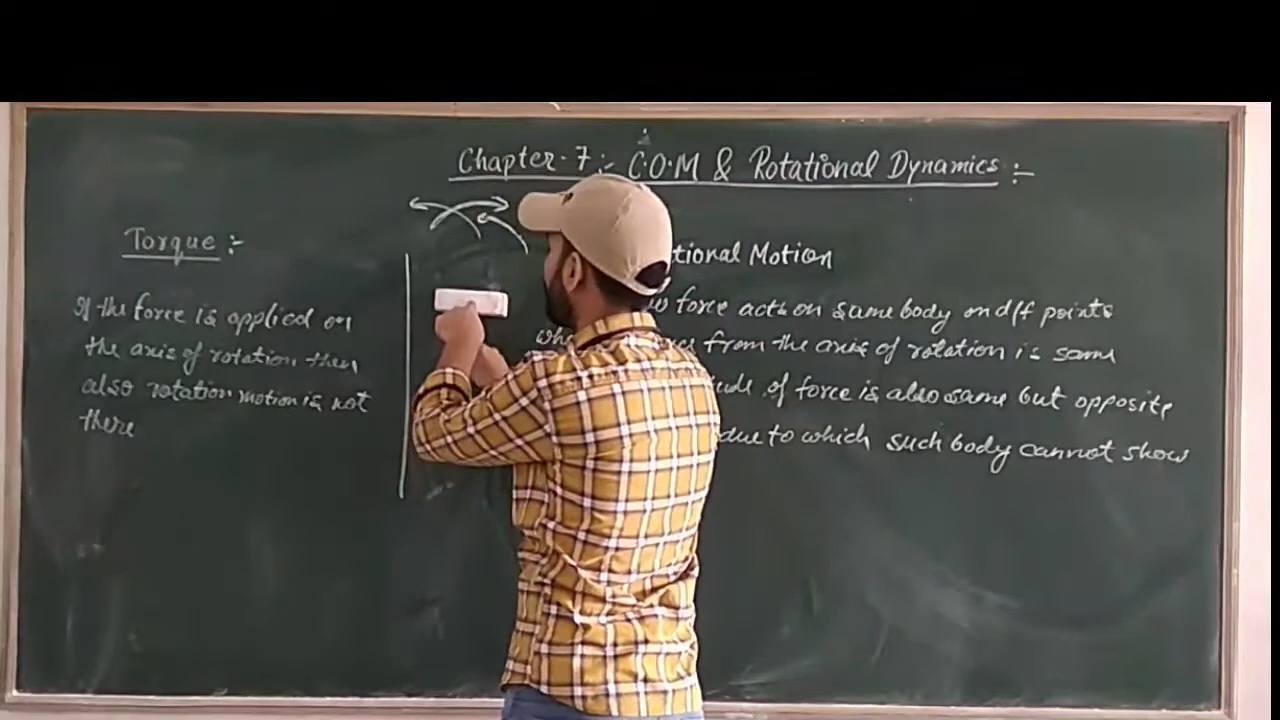 Chapter-7:- C.O.M & Rotational Dynamics :-
Torque:-
If the force is applied on
the axis of rotation then
also rotation motion is not
there
tional Motion
force act on same body on dff points
from the axis of rotation is same
of force is also same but opposite
due to which such body cannot show